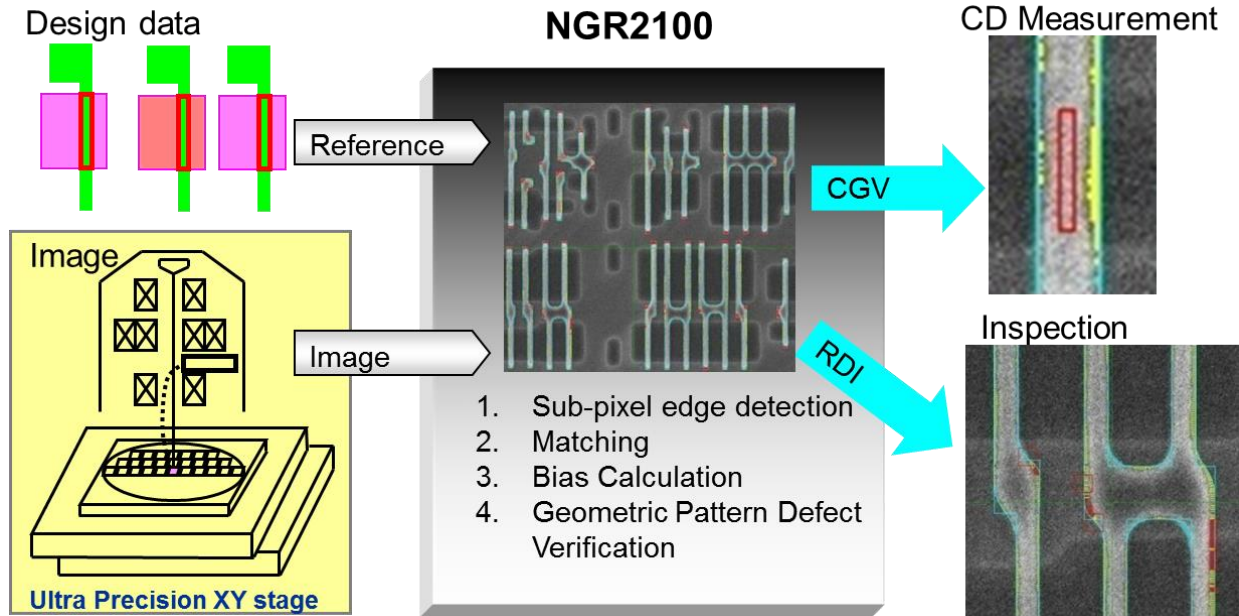 Design data
NGR2100
CD Measurement
Reference
CGV
Image
Image
Inspection
RDI
1. Sub-pixel edge detection
2. Matching
3. Bias Calculation
4. Geometric Pattern Defect
Verification
Ultra Precision XY stage